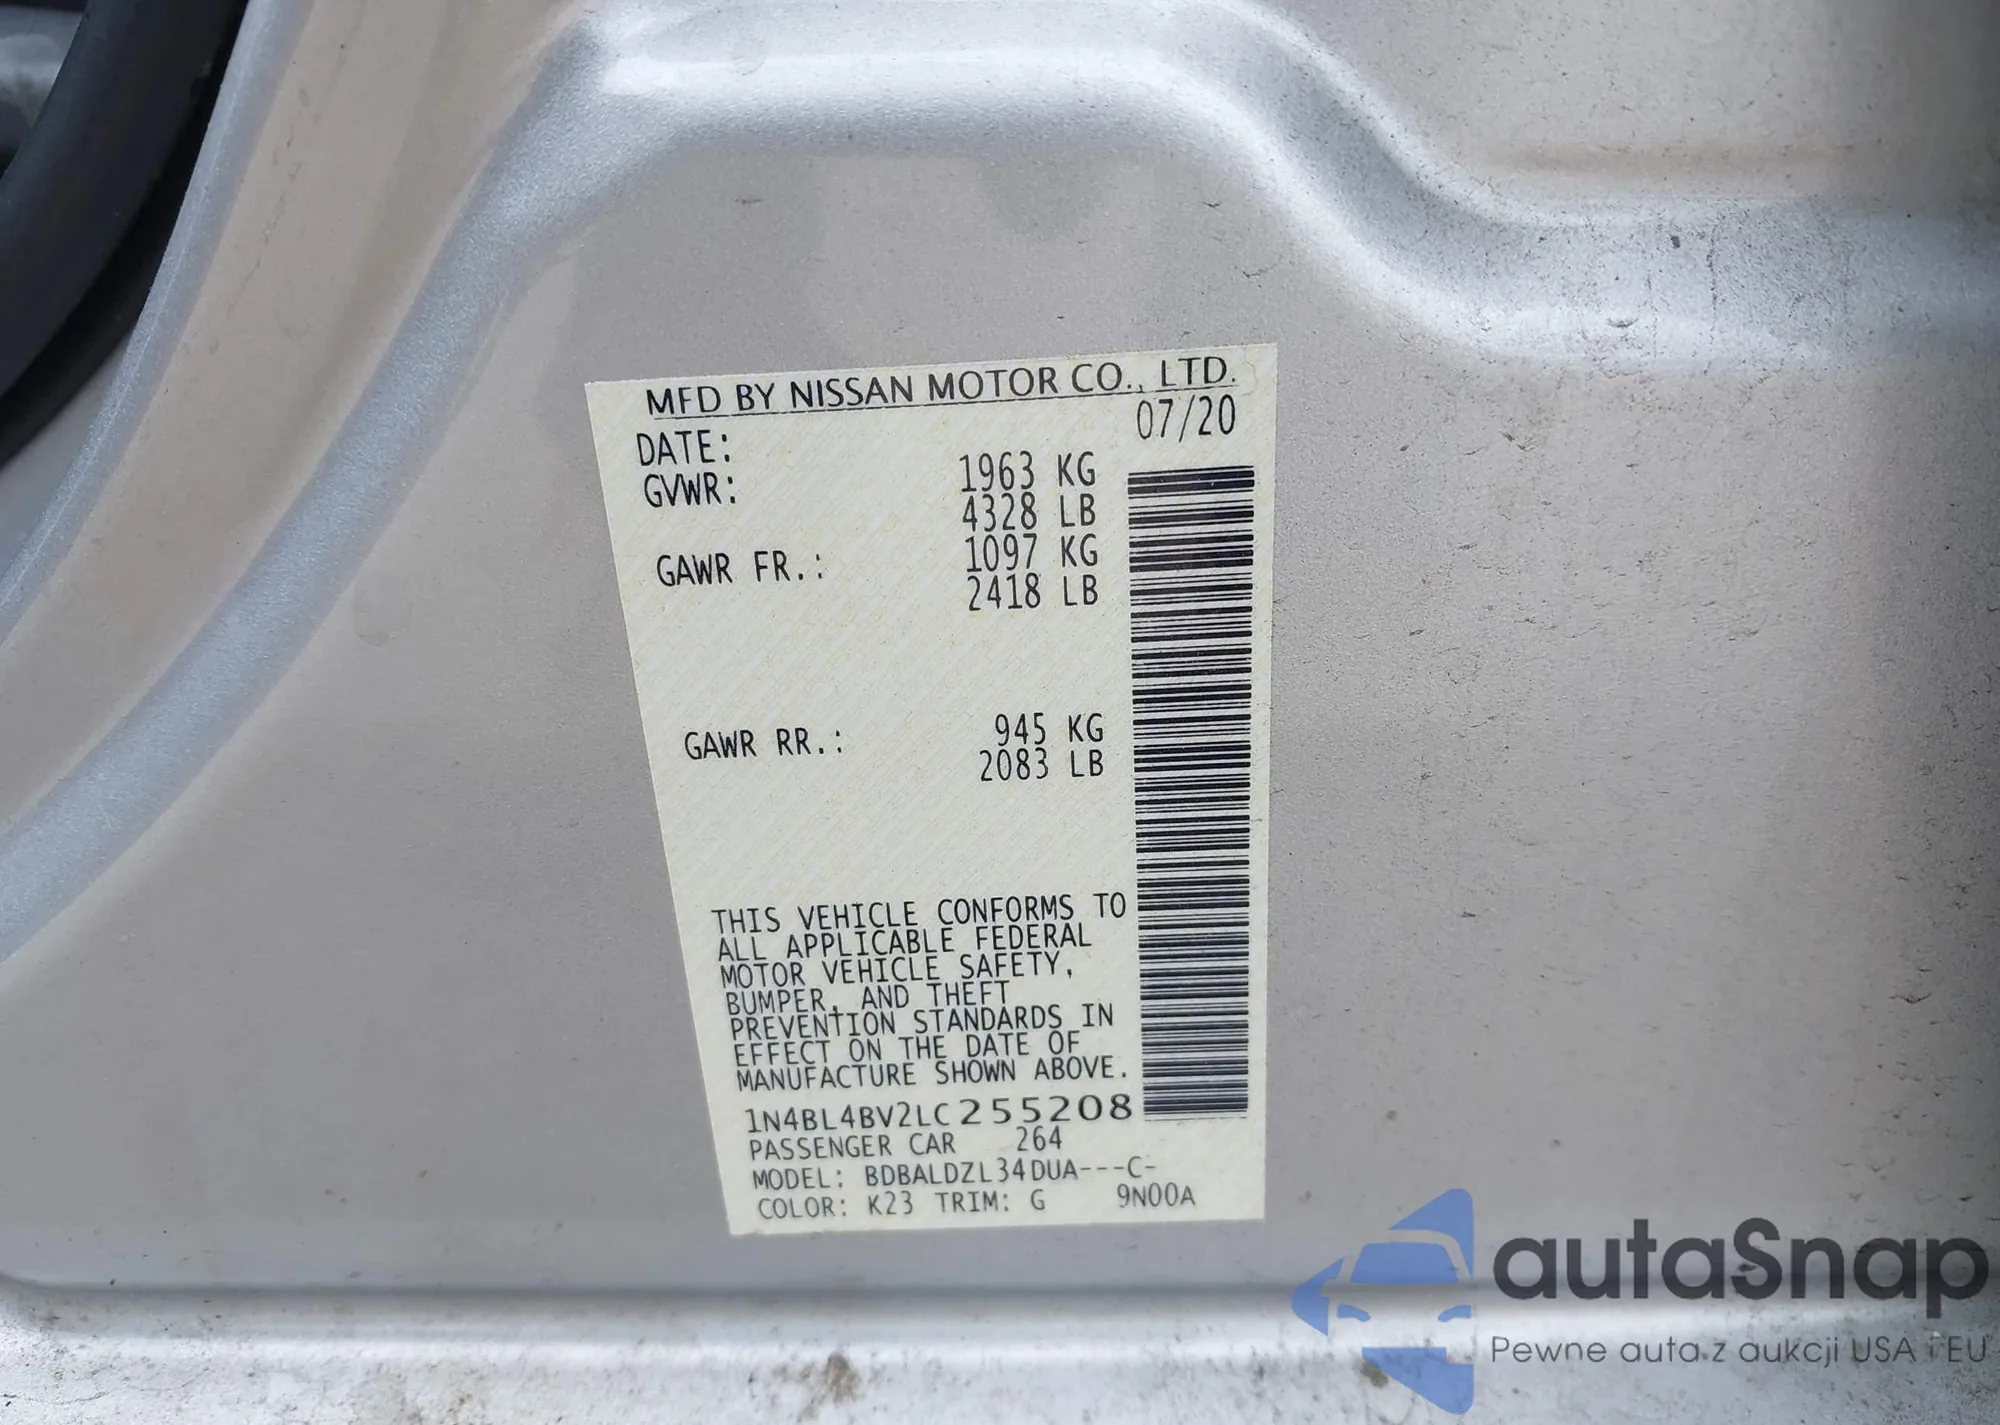 MFD BY NISSAN MOTOR CO., LTD.
DATE: 07/20
GVWR: 1963 KG
4328 LB
GAWR FR.: 1097 KG
2418 LB
GAWR RR.: 945 KG
2083 LB
THIS VEHICLE CONFORMS TO
ALL APPLICABLE FEDERAL
MOTOR VEHICLE SAFETY,
BUMPER, AND THEFT
PREVENTION STANDARDS IN
EFFECT ON THE DATE OF
MANUFACTURE SHOWN ABOVE.
1N4BL4BV2LC255208
PASSENGER CAR 264
MODEL: BDBALDZL34DUA---C-
COLOR: K23 TRIM: G 9N00A
autaSnap
Pewne auta z aukcji USA i EU